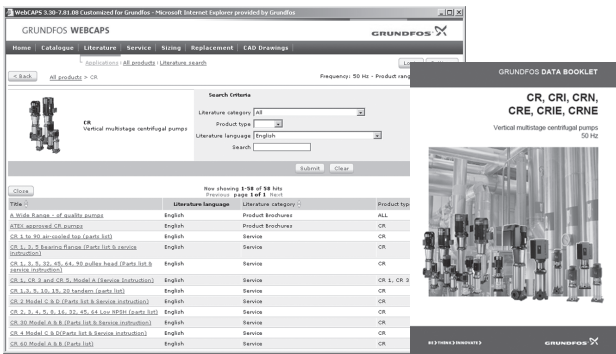 WebCAPS 3.30-7.81.08 Customized for Grundfos - Microsoft Internet Explorer provided by Grundfos
GRUNDFOS WEBCAPS
GRUNDFOS
Home Catalogue Literature Service Sizing Replacement CAD Drawings
Applications All products Literature search
< Back All products > CR
Frequency: 50 Hz - Product rang
CR
Vertical multistage centrifugal pumps
Search Criteria
Literature category All
Product type
Literature language English
Search
Submit Clear
Close
Row showing 1-58 of 58 hits
Previous page 1 of 1 Next
Title Literature language Literature category Product typ
A Wide Range - of quality pumps English Product Brochures ALL
ATEX approved CR pumps English Product Brochures CR
CR 1 to 90 air-cooled top (parts list) English Service CR
CR 1, 3, 5 Bearing flange (Parts list & service English Service CR
instruction)
CR 1, 3, 5, 32, 45, 64, 90 pulley head (Parts list & English Service CR
service instruction)
CR 1, CR 3 and CR 5, Model A (Service Instruction) English Service CR 1, CR 3
CR 1,3, 5, 10, 15, 20 tandem (parts list) English Service CR
CR 2 Model C & D (Parts list & Service instruction) English Service CR
CR 2, 3, 4, 5, 8, 16, 32, 45, 64 Low NPSH (parts list) English Service CR
CR 30 Model A & B (Parts list & Service instruction) English Service CR
CR 4 Model C & D(Parts list & Service instruction) English Service CR
CR 60 Model A & B (Parts list) English Service CR
GRUNDFOS DATA BOOKLET
CR, CRI, CRN,
CRE, CRIE, CRNE
Vertical multistage centrifugal pumps
50 Hz
BE > THINK > INNOVATE >
GRUNDFOS